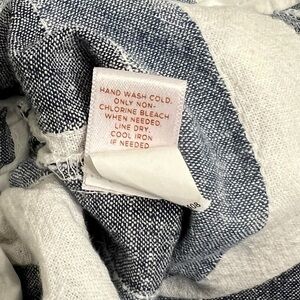 HAND WASH COLD.
ONLY NON-
CHLORINE BLEACH
WHEN NEEDED.
LINE DRY.
COOL IRON
IF NEEDED.